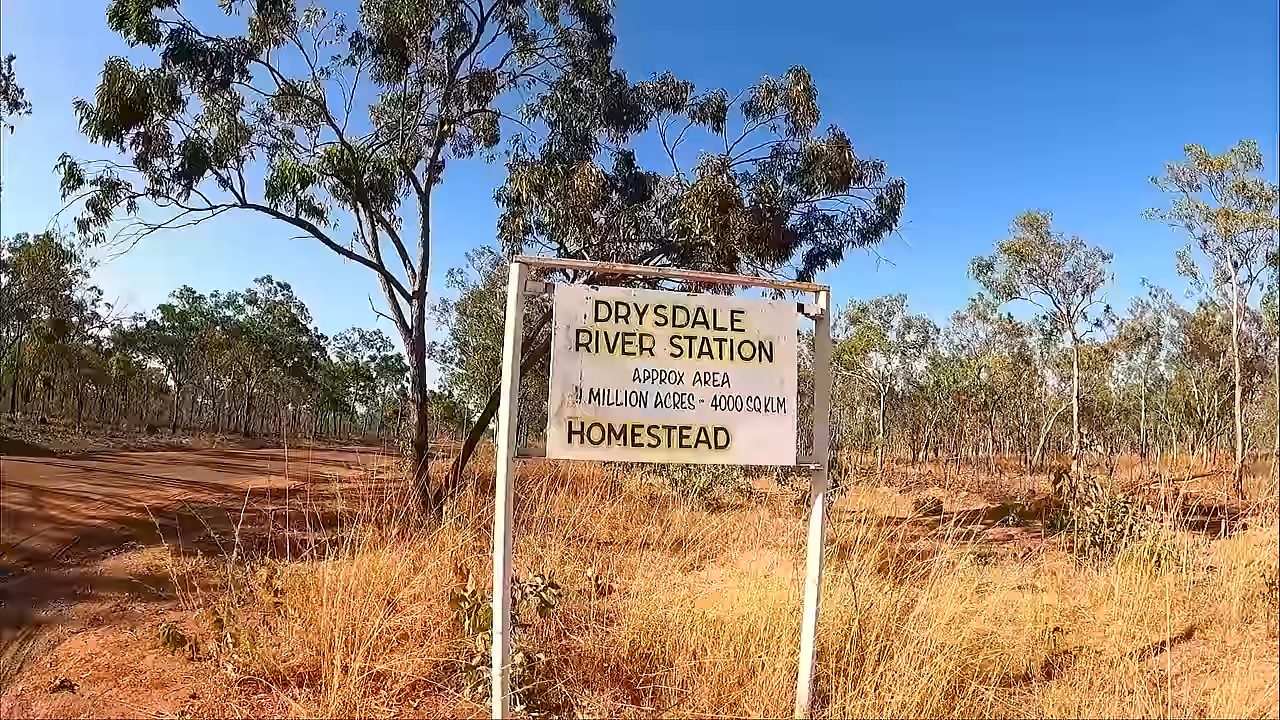 DRYSDALE
RIVER STATION
APPROX AREA
1 MILLION ACRES - 4000 SQ KLM
HOMESTEAD